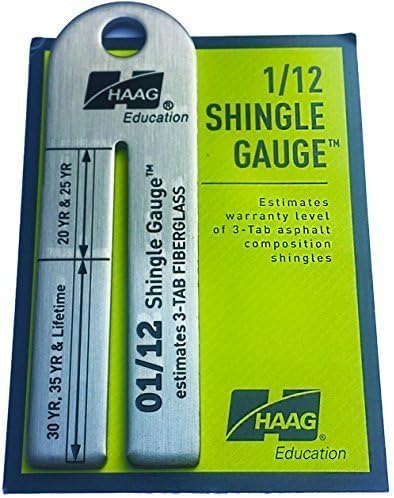 HAAG®
Education
20 YR & 25 YR
30 YR, 35 YR & Lifetime
01/12 Shingle Gauge™
estimates 3-TAB FIBERGLASS
1/12
SHINGLE
GAUGE™
Estimates
warranty level
of 3-Tab asphalt
composition
shingles
HAAG®
Education